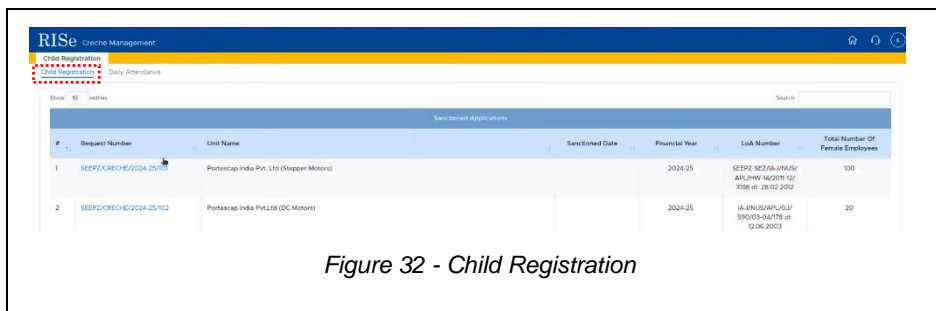 RISe Creche Management
Child Registration
Child Registration Daily Attendance
Show 10 entries Search:
Sanctioned Applications
# Request Number Unit Name Sanctioned Date Financial Year LoA Number Total Number Of Female Employees
1 SEEPZ/CRECHE/2024-25/101 Portescap India Pvt. Ltd (Stepper Motors) 2024-25 SEEPZ-SEZ/IA-I/NUS/
APL/HW-14/2011-12/
3198 dt. 28.02.2012 100
2 SEEPZ/CRECHE/2024-25/102 Portescap India Pvt.Ltd (DC Motors) 2024-25 IA-I/NUS/APL/GJ/
590/03-04/178 dt.
12.06.2003 20
Figure 32 - Child Registration